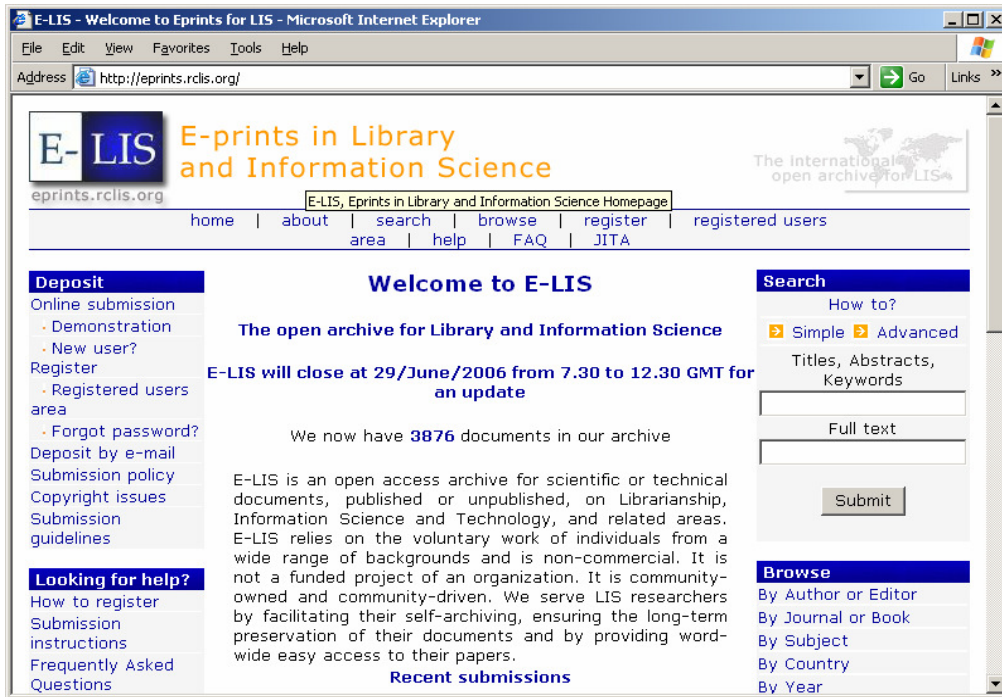 E-LIS - Welcome to Eprints for LIS - Microsoft Internet Explorer
File Edit View Favorites Tools Help
Address http://eprints.rclis.org/ Go Links »
E-LIS
eprints.rclis.org
E-prints in Library
and Information Science
The international
open archive for LIS
E-LIS, Eprints in Library and Information Science Homepage
home | about | search | browse | register | registered users
area | help | FAQ | JITA
Deposit
Online submission
· Demonstration
· New user?
Register
· Registered users
area
· Forgot password?
Deposit by e-mail
Submission policy
Copyright issues
Submission
guidelines
Looking for help?
How to register
Submission
instructions
Frequently Asked
Questions
Welcome to E-LIS
The open archive for Library and Information Science
E-LIS will close at 29/June/2006 from 7.30 to 12.30 GMT for
an update
We now have 3876 documents in our archive
E-LIS is an open access archive for scientific or technical
documents, published or unpublished, on Librarianship,
Information Science and Technology, and related areas.
E-LIS relies on the voluntary work of individuals from a
wide range of backgrounds and is non-commercial. It is
not a funded project of an organization. It is community-
owned and community-driven. We serve LIS researchers
by facilitating their self-archiving, ensuring the long-term
preservation of their documents and by providing word-
wide easy access to their papers.
Recent submissions
Search
How to?
Simple Advanced
Titles, Abstracts,
Keywords
Full text
Submit
Browse
By Author or Editor
By Journal or Book
By Subject
By Country
By Year